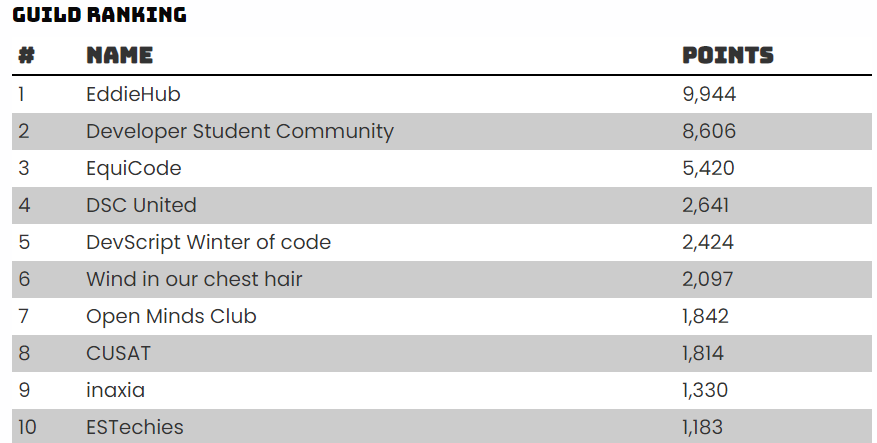 GUILD RANKING
# NAME POINTS
1 EddieHub 9,944
2 Developer Student Community 8,606
3 EquiCode 5,420
4 DSC United 2,641
5 DevScript Winter of code 2,424
6 Wind in our chest hair 2,097
7 Open Minds Club 1,842
8 CUSAT 1,814
9 inaxia 1,330
10 ESTechies 1,183